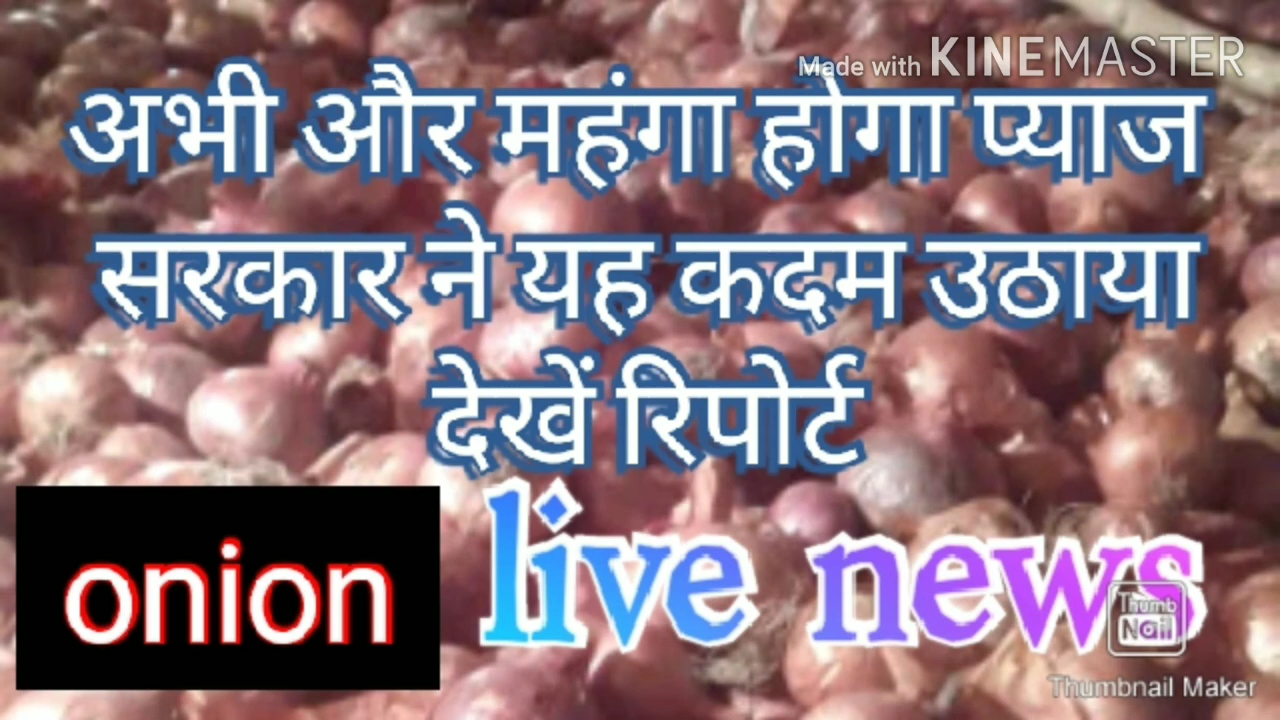 Made with KINEMASTER
अभी और महंगा होगा प्याज
सरकार ने यह कदम उठाया
देखें रिपोर्ट
onion
live news
Thumb
Nail
Thumbnail Maker